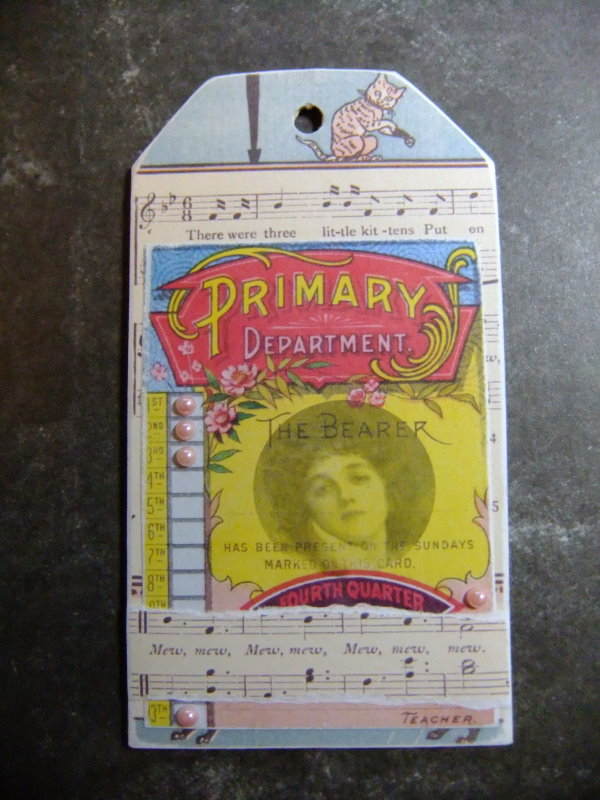 6
8
There were three lit-tle kit-tens Put on
PRIMARY
DEPARTMENT.
1ST
2ND
3RD
4TH
5TH
6TH
7TH
8TH
THE BEARER
HAS BEEN PRESENT ON THE SUNDAYS
MARKED ON THIS CARD.
FOURTH QUARTER
Mew, mew, Mew, mew, Mew, mew, mew.
TEACHER.